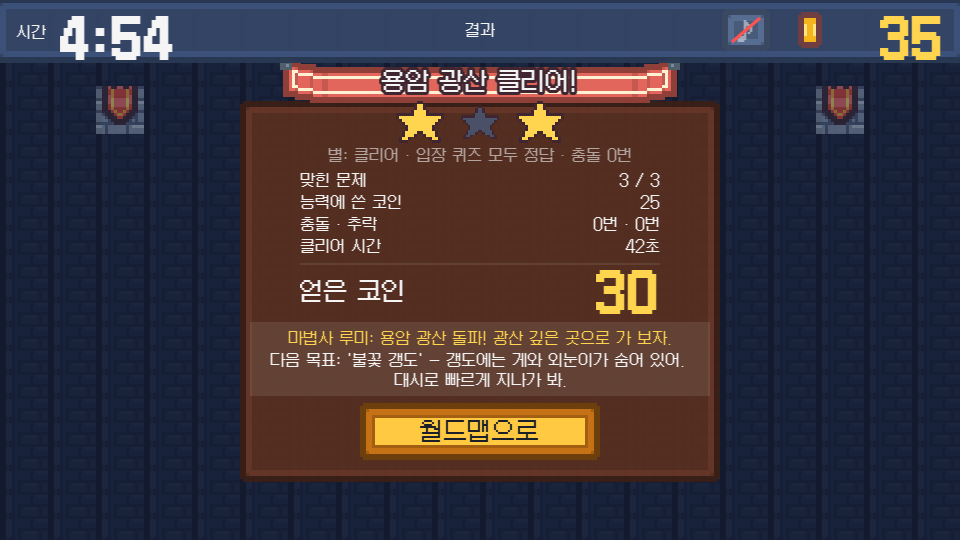 시간 4:54 결과 35
용암 광산 클리어!
별: 클리어 · 입장 퀴즈 모두 정답 · 충돌 0번
맞힌 문제 3 / 3
능력에 쓴 코인 25
충돌 · 추락 0번 · 0번
클리어 시간 42초
얻은 코인 30
마법사 루미: 용암 광산 돌파! 광산 깊은 곳으로 가 보자.
다음 목표: '불꽃 갱도' – 갱도에는 게와 외눈이가 숨어 있어.
대시로 빠르게 지나가 봐.
월드맵으로